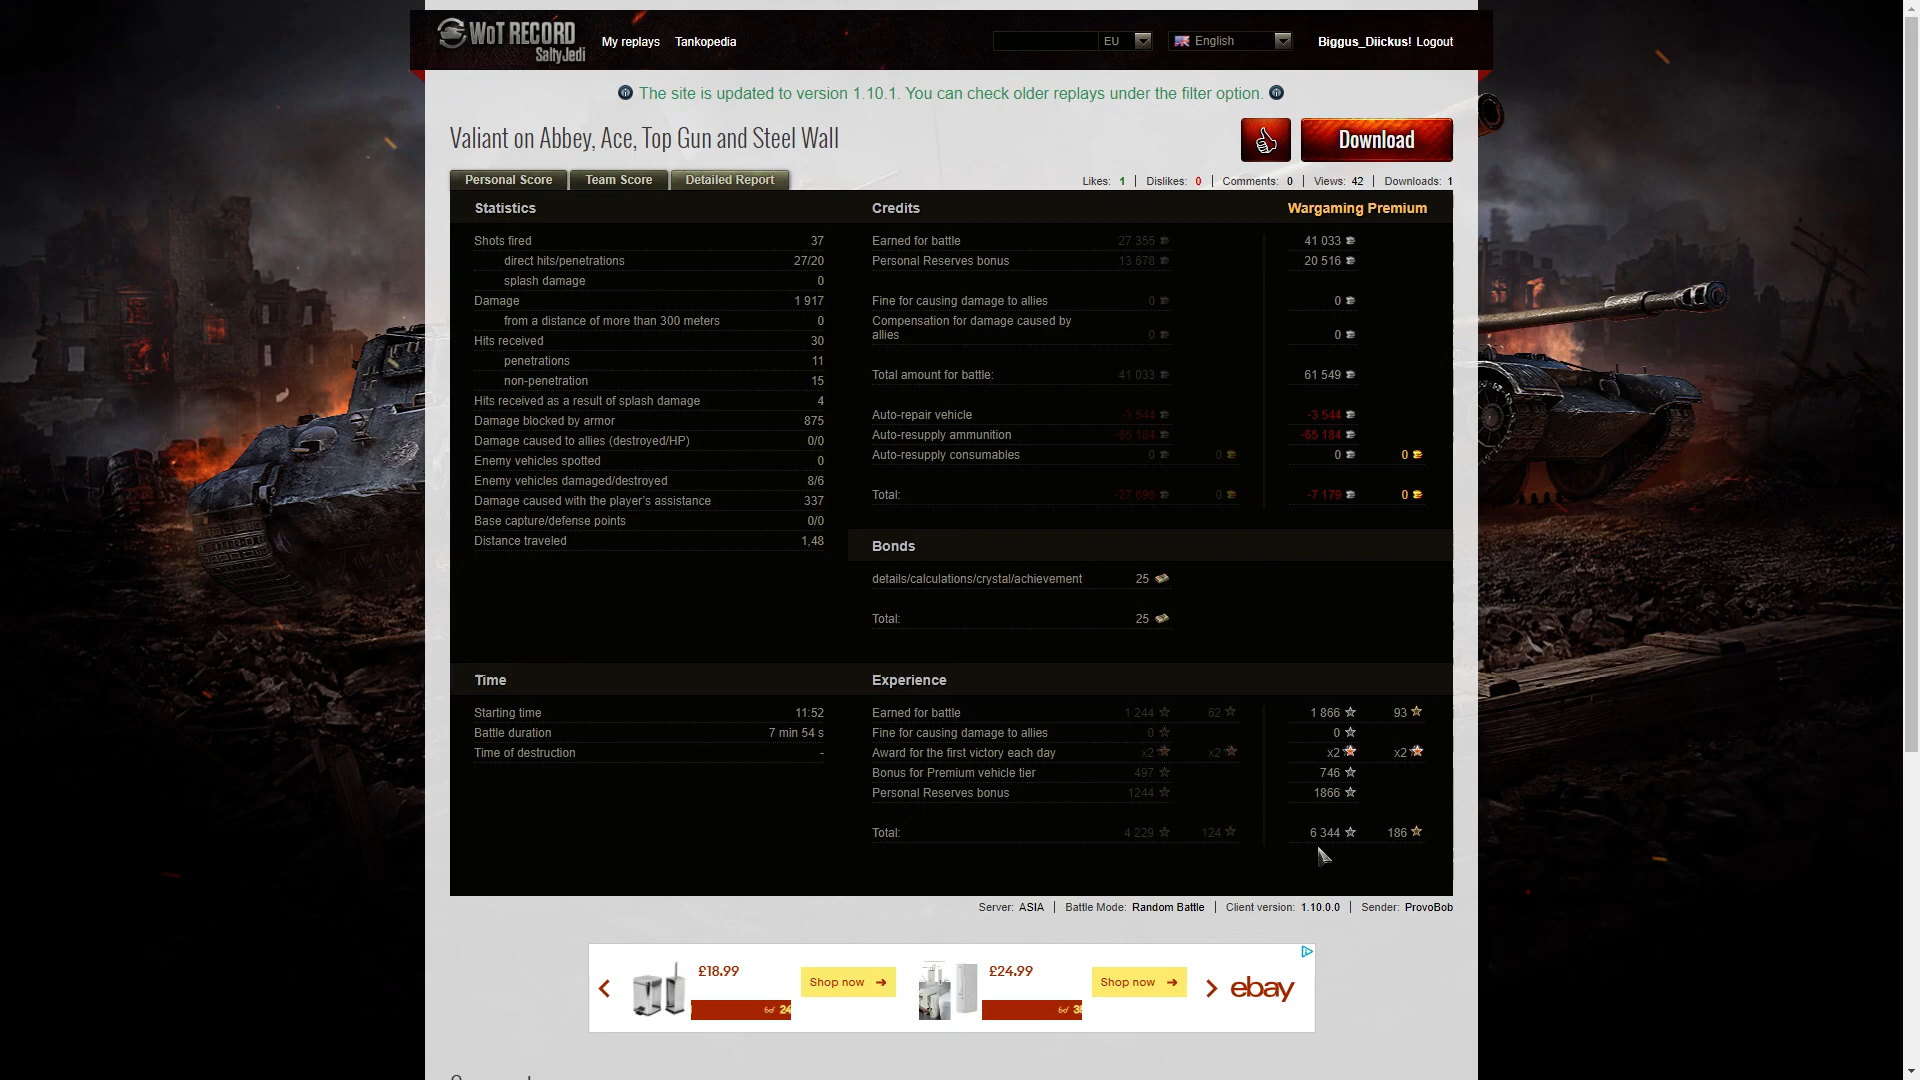 WoT RECORD
SaltyJedi
My replays Tankopedia
EU
English
Biggus_Diickus! Logout
The site is updated to version 1.10.1. You can check older replays under the filter option.
Valiant on Abbey, Ace, Top Gun and Steel Wall
Download
Personal Score Team Score Detailed Report
Likes: 1 | Dislikes: 0 | Comments: 0 | Views: 42 | Downloads: 1
Statistics
Shots fired 37
direct hits/penetrations 27/20
splash damage 0
Damage 1 917
from a distance of more than 300 meters 0
Hits received 30
penetrations 11
non-penetration 15
Hits received as a result of splash damage 4
Damage blocked by armor 875
Damage caused to allies (destroyed/HP) 0/0
Enemy vehicles spotted 0
Enemy vehicles damaged/destroyed 8/6
Damage caused with the player's assistance 337
Base capture/defense points 0/0
Distance traveled 1,48
Credits Wargaming Premium
Earned for battle 27 355 41 033
Personal Reserves bonus 13 678 20 516
Fine for causing damage to allies 0 0
Compensation for damage caused by
allies 0 0
Total amount for battle: 41 033 61 549
Auto-repair vehicle -3 544 -3 544
Auto-resupply ammunition -65 184 -65 184
Auto-resupply consumables 0 0 0 0
Total: -27 696 0 -7 179 0
Bonds
details/calculations/crystal/achievement 25
Total: 25
Time
Starting time 11:52
Battle duration 7 min 54 s
Time of destruction -
Experience
Earned for battle 1 244 62 1 866 93
Fine for causing damage to allies 0 0
Award for the first victory each day x2 x2 x2 x2
Bonus for Premium vehicle tier 497 746
Personal Reserves bonus 1244 1866
Total: 4 229 124 6 344 186
Server: ASIA | Battle Mode: Random Battle | Client version: 1.10.0.0 | Sender: ProvoBob
£18.99
Shop now
£24.99
Shop now
ebay